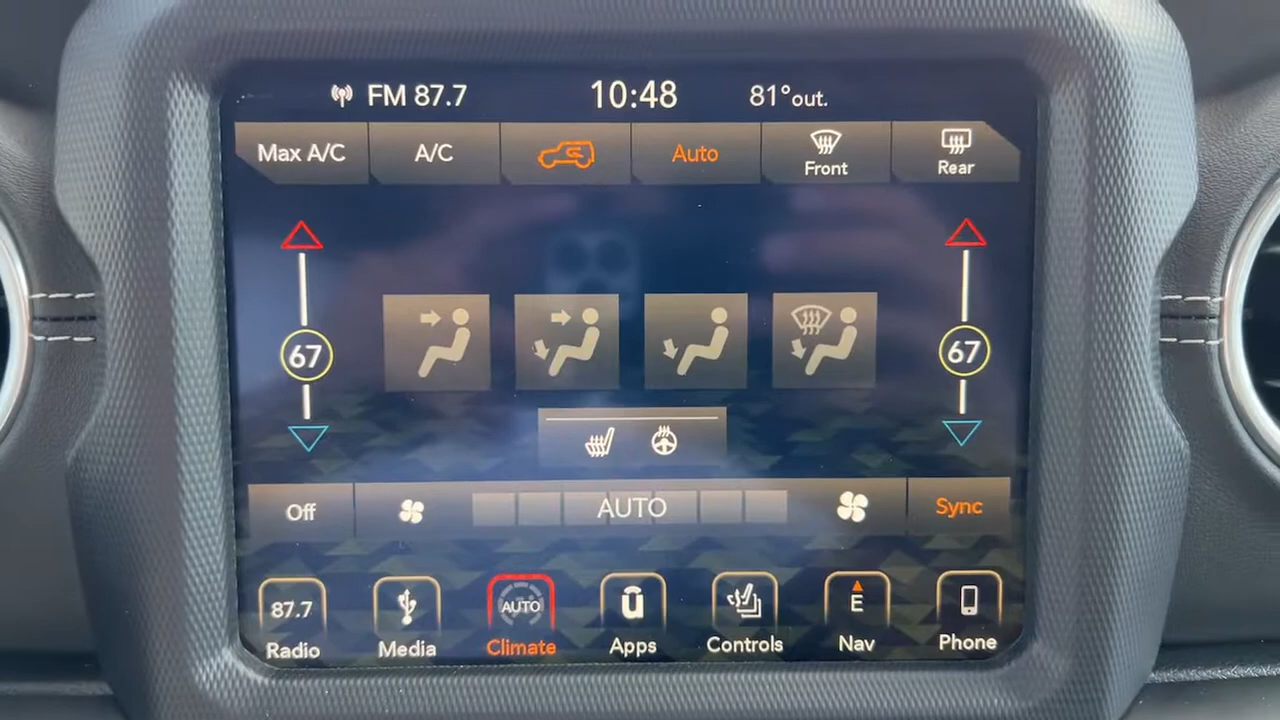 FM 87.7 10:48 81°out.
Max A/C A/C Auto Front Rear
67 67
Off AUTO Sync
87.7 AUTO E
Radio Media Climate Apps Controls Nav Phone